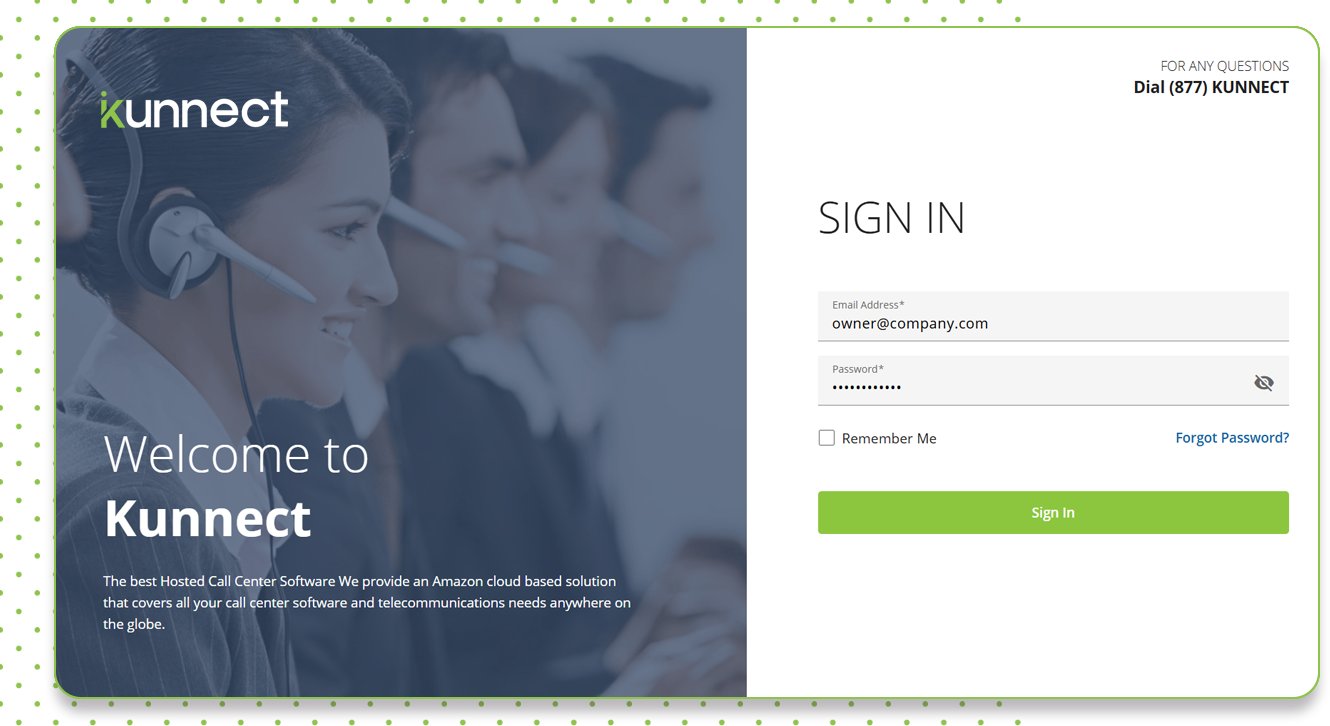 kunnect
Welcome to
Kunnect
The best Hosted Call Center Software We provide an Amazon cloud based solution
that covers all your call center software and telecommunications needs anywhere on
the globe.
FOR ANY QUESTIONS
Dial (877) KUNNECT
SIGN IN
Email Address*
owner@company.com
Password*
••••••••••••
Remember Me
Forgot Password?
Sign In